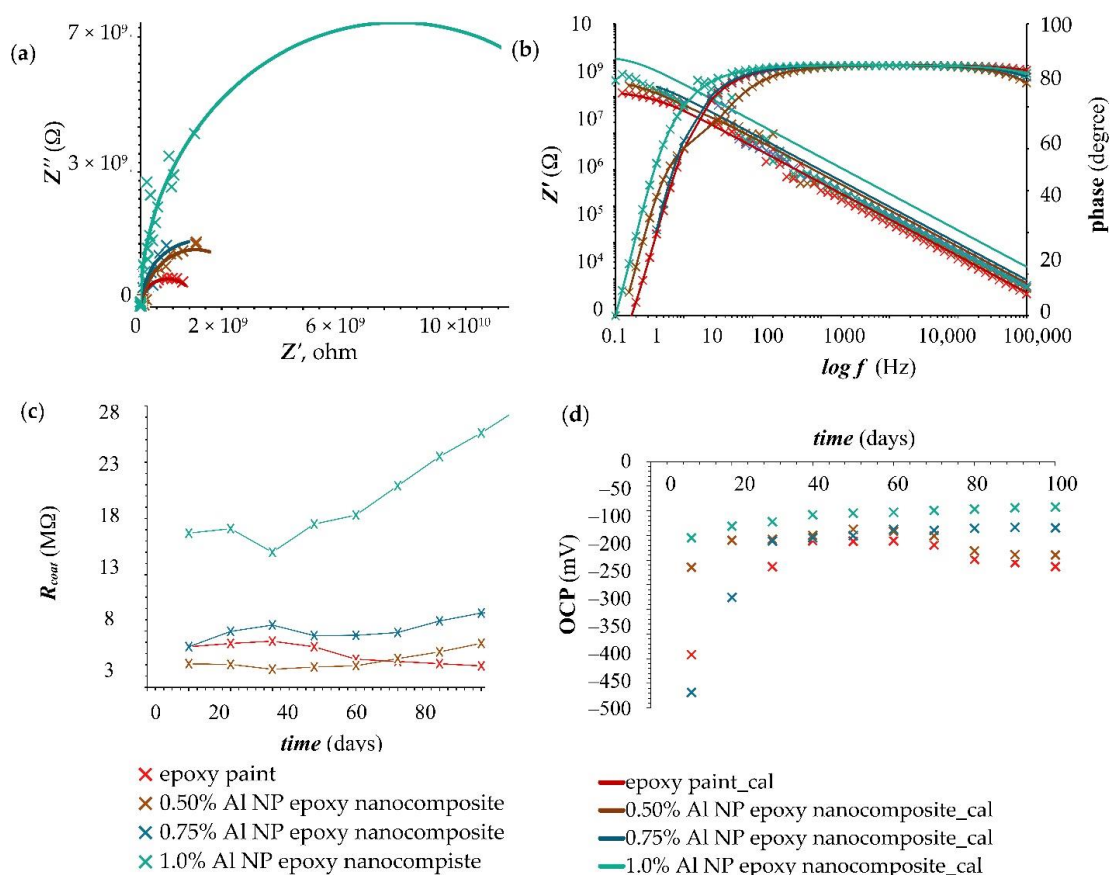 (a)
7 × 10⁹
3 × 10⁹
0
Z'' (Ω)
0
2 × 10⁹
6 × 10⁹
10 × 10¹⁰
Z', ohm
(b)
10
10⁹
10⁷
10⁶
10⁵
10⁴
0
Z' (Ω)
100
80
60
40
20
0
phase (degree)
0.1 1 10 100 1000 10,000 100,000
log f (Hz)
(c)
28
23
18
13
8
3
R_coat (MΩ)
0 20 40 60 80
time (days)
(d)
time (days)
0 20 40 60 80 100
0
−50
−100
−150
−200
−250
−300
−350
−400
−450
−500
OCP (mV)
epoxy paint
0.50% Al NP epoxy nanocomposite
0.75% Al NP epoxy nanocomposite
1.0% Al NP epoxy nanocompiste
epoxy paint_cal
0.50% Al NP epoxy nanocomposite_cal
0.75% Al NP epoxy nanocomposite_cal
1.0% Al NP epoxy nanocomposite_cal